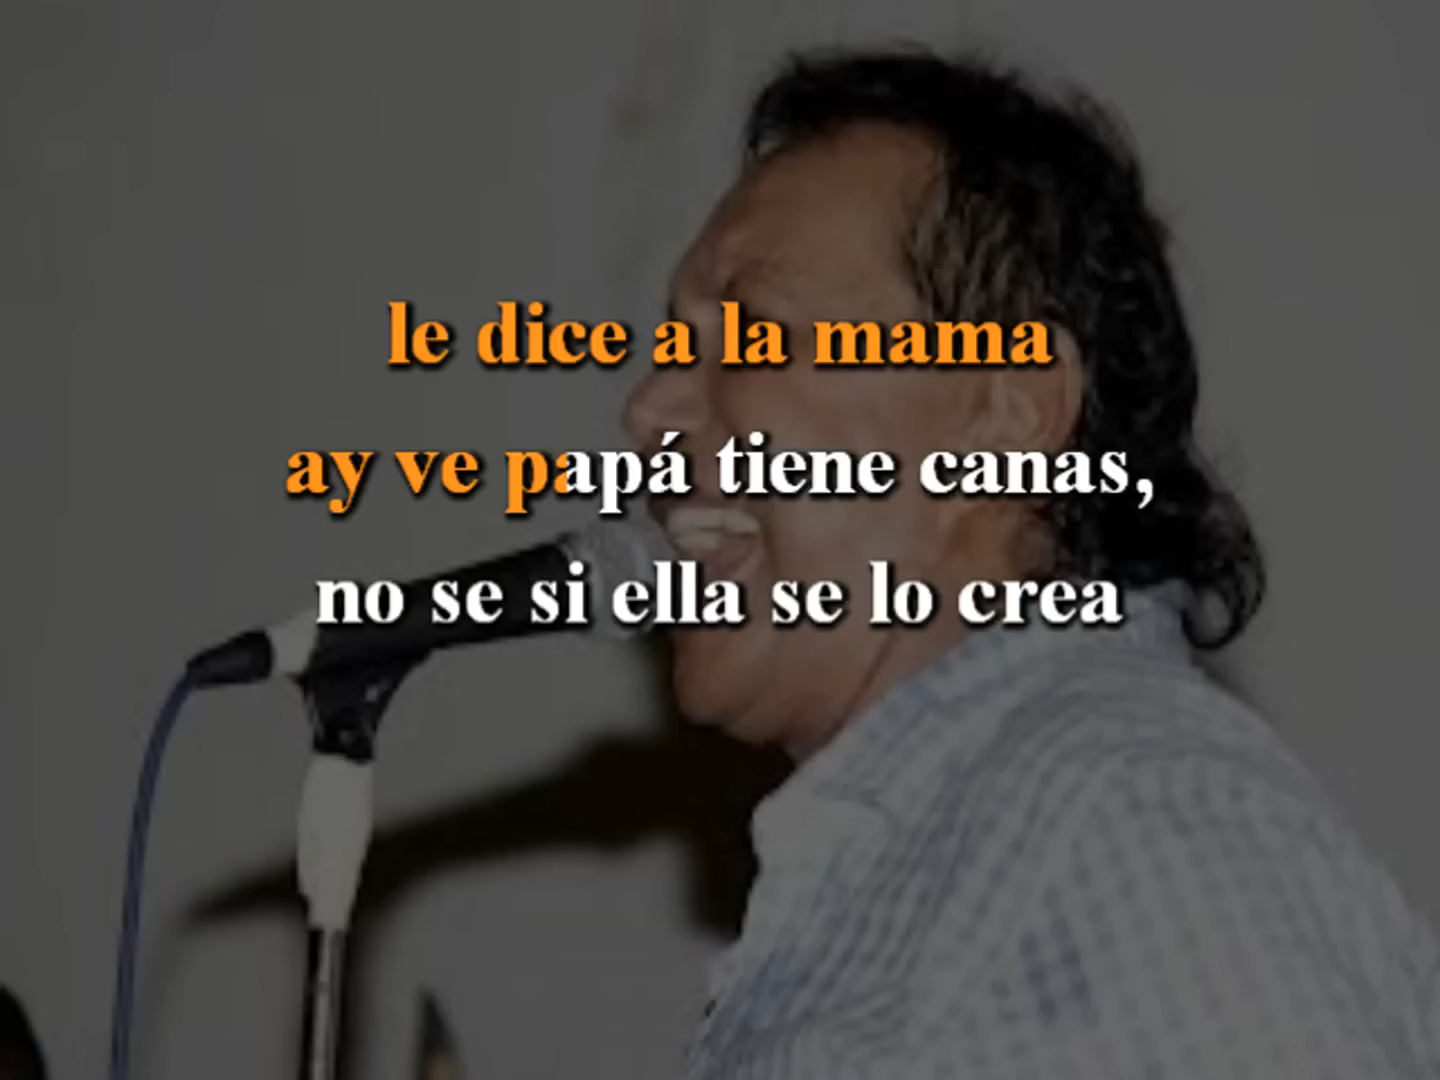 le dice a la mama
ay ve papá tiene canas,
no se si ella se lo crea